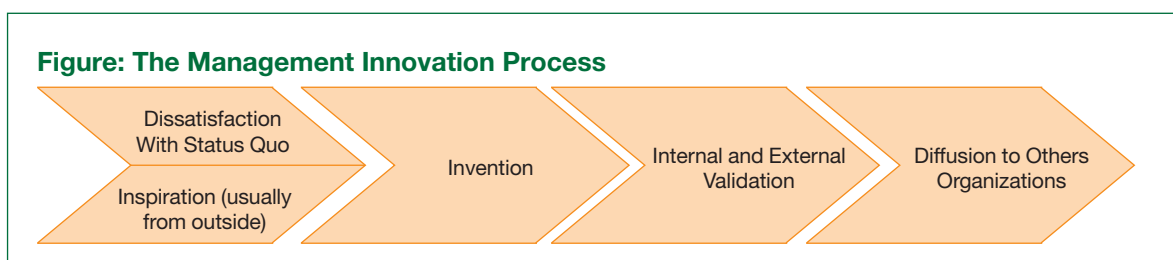 Figure: The Management Innovation Process
Dissatisfaction
With Status Quo
Inspiration (usually
from outside)
Invention
Internal and External
Validation
Diffusion to Others
Organizations